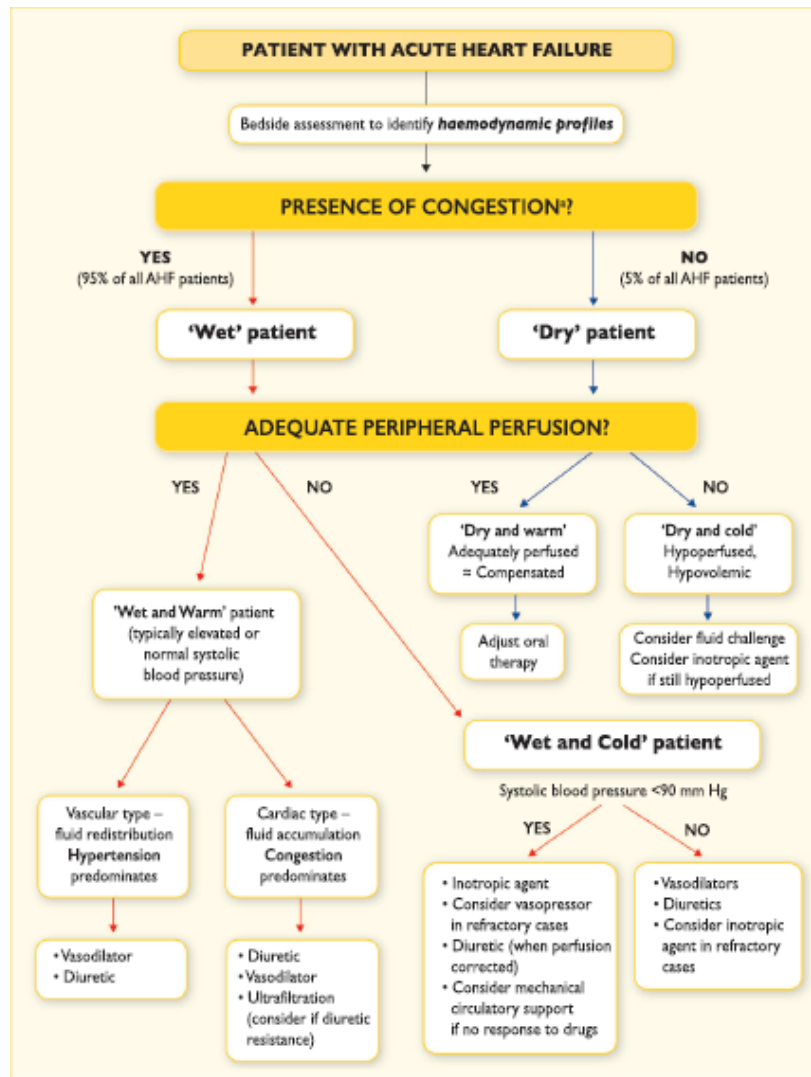 PATIENT WITH ACUTE HEART FAILURE
Bedside assessment to identify haemodynamic profiles
PRESENCE OF CONGESTIONª?
YES
(95% of all AHF patients)
NO
(5% of all AHF patients)
‘Wet’ patient
‘Dry’ patient
ADEQUATE PERIPHERAL PERFUSION?
YES
NO
YES
NO
‘Dry and warm’
Adequately perfused
= Compensated
‘Dry and cold’
Hypoperfused,
Hypovolemic
'Wet and Warm’ patient
(typically elevated or
normal systolic
blood pressure)
Adjust oral
therapy
Consider fluid challenge
Consider inotropic agent
if still hypoperfused
‘Wet and Cold’ patient
Systolic blood pressure <90 mm Hg
Vascular type –
fluid redistribution
Hypertension
predominates
Cardiac type –
fluid accumulation
Congestion
predominates
YES
NO
• Vasodilator
• Diuretic
• Diuretic
• Vasodilator
• Ultrafiltration
(consider if diuretic
resistance)
• Inotropic agent
• Consider vasopressor
in refractory cases
• Diuretic (when perfusion
corrected)
• Consider mechanical
circulatory support
if no response to drugs
• Vasodilators
• Diuretics
• Consider inotropic
agent in refractory
cases